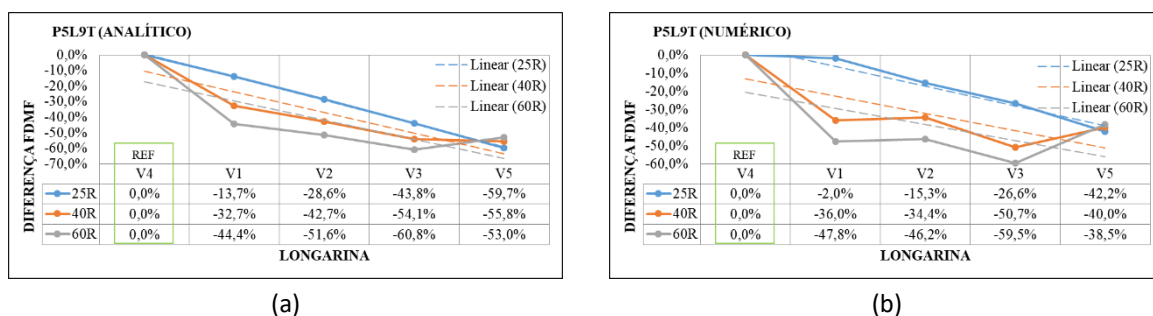 P5L9T (ANALÍTICO)
DIFERENÇA FDMF
0,0%
-10,0%
-20,0%
-30,0%
-40,0%
-50,0%
-60,0%
-70,0%
Linear (25R)
Linear (40R)
Linear (60R)
REF
V4 V1 V2 V3 V5
25R 0,0% -13,7% -28,6% -43,8% -59,7%
40R 0,0% -32,7% -42,7% -54,1% -55,8%
60R 0,0% -44,4% -51,6% -60,8% -53,0%
LONGARINA
(a)
P5L9T (NUMÉRICO)
DIFERENÇA FDMF
0,0%
-10,0%
-20,0%
-30,0%
-40,0%
-50,0%
-60,0%
Linear (25R)
Linear (40R)
Linear (60R)
REF
V4 V1 V2 V3 V5
25R 0,0% -2,0% -15,3% -26,6% -42,2%
40R 0,0% -36,0% -34,4% -50,7% -40,0%
60R 0,0% -47,8% -46,2% -59,5% -38,5%
LONGARINA
(b)